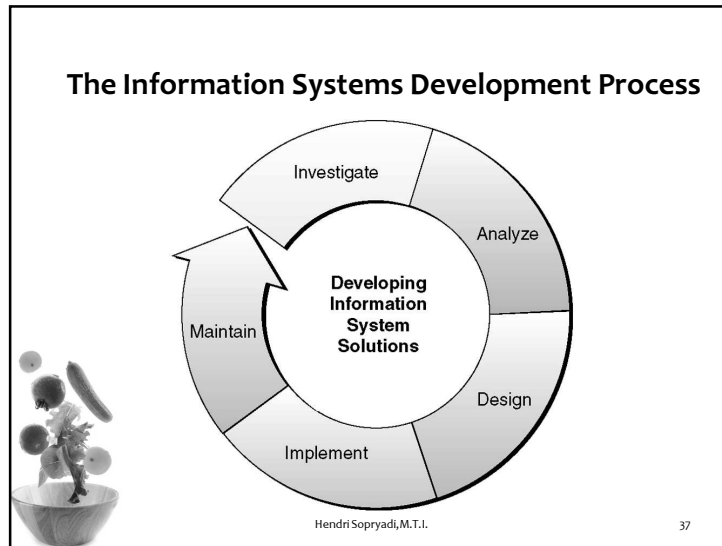 The Information Systems Development Process
Investigate
Analyze
Developing
Information
System
Solutions
Maintain
Design
Implement
Hendri Sopryadi,M.T.I.
37